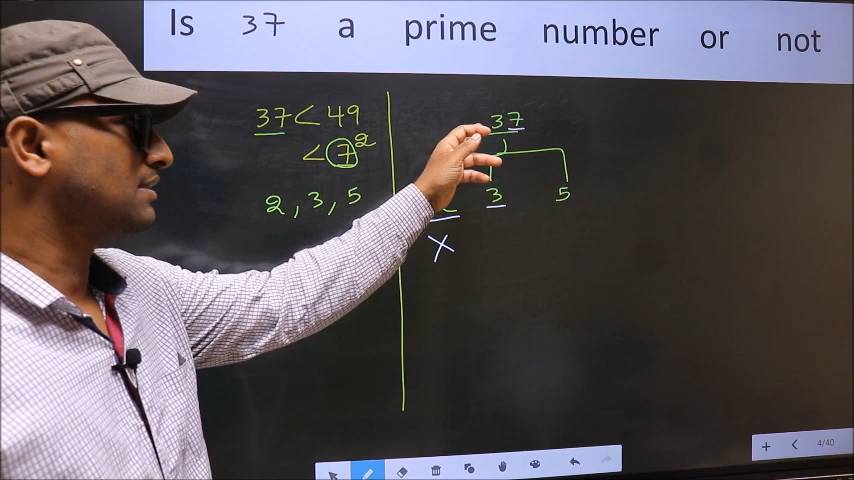 Is 37 a prime number or not
37 < 49
< 7²
2, 3, 5
37
3 5
X
4/40